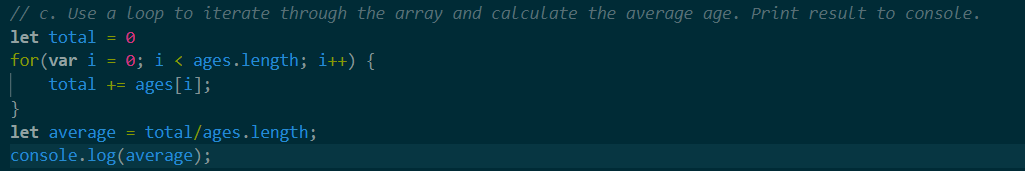 // c. Use a loop to iterate through the array and calculate the average age. Print result to console.
let total = 0
for(var i = 0; i < ages.length; i++) {
    total += ages[i];
}
let average = total/ages.length;
console.log(average);